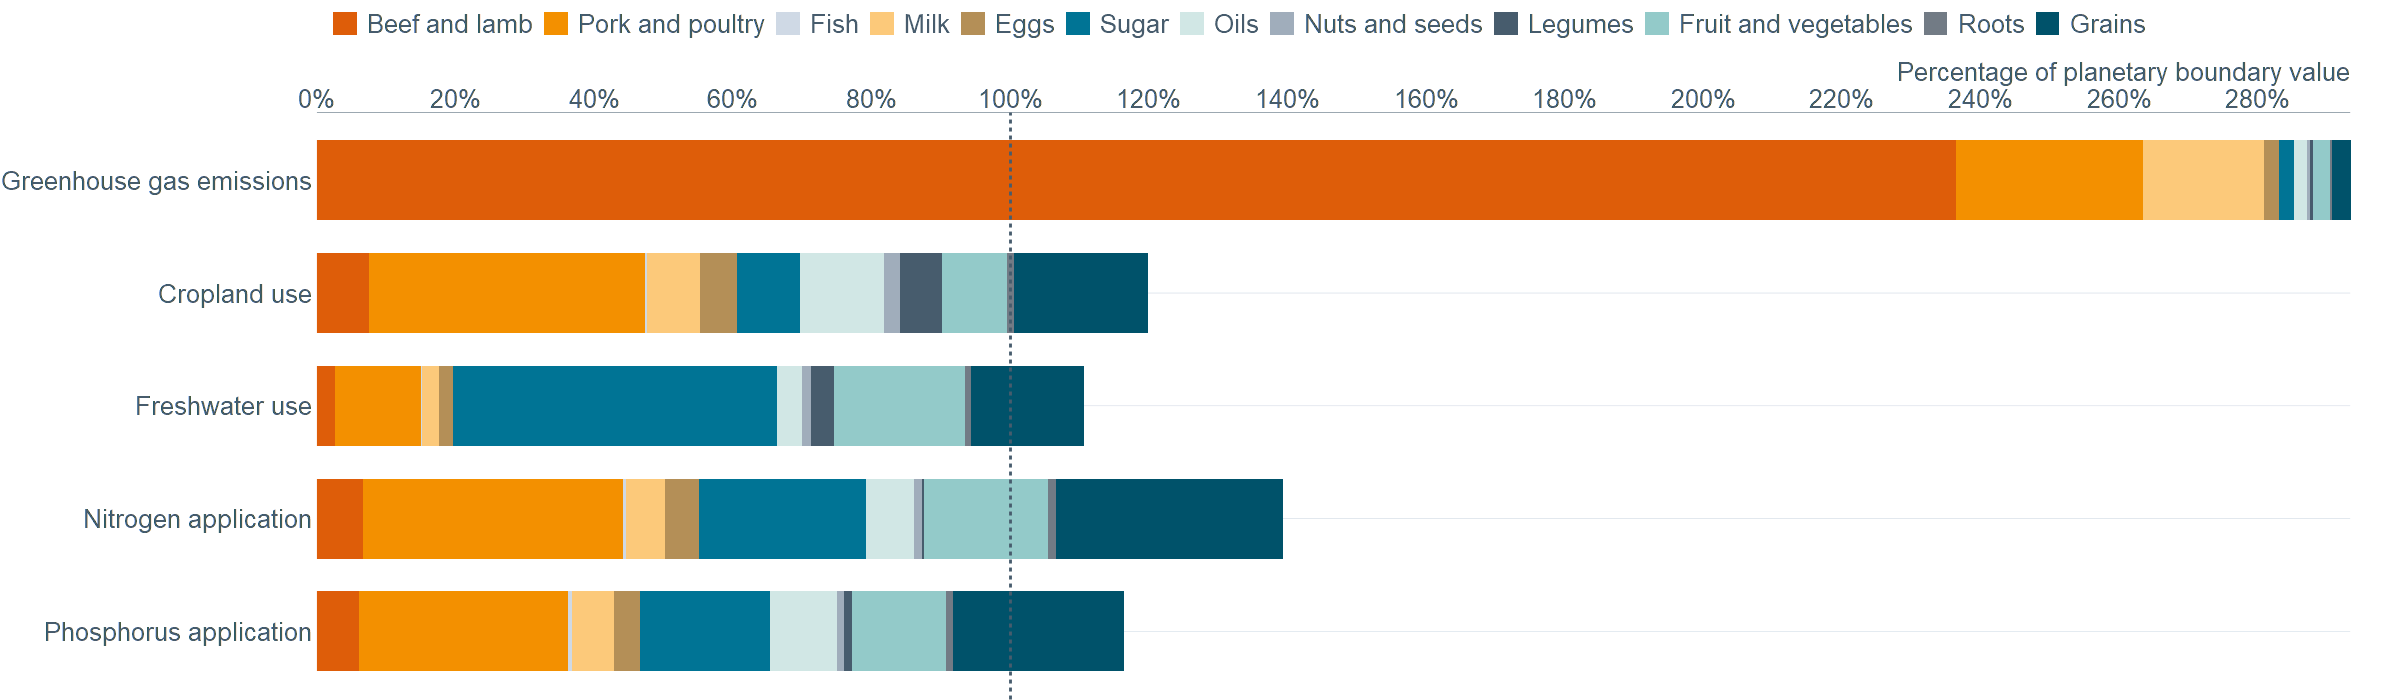 Beef and lamb Pork and poultry Fish Milk Eggs Sugar Oils Nuts and seeds Legumes Fruit and vegetables Roots Grains
Percentage of planetary boundary value
0% 20% 40% 60% 80% 100% 120% 140% 160% 180% 200% 220% 240% 260% 280%
Greenhouse gas emissions
Cropland use
Freshwater use
Nitrogen application
Phosphorus application